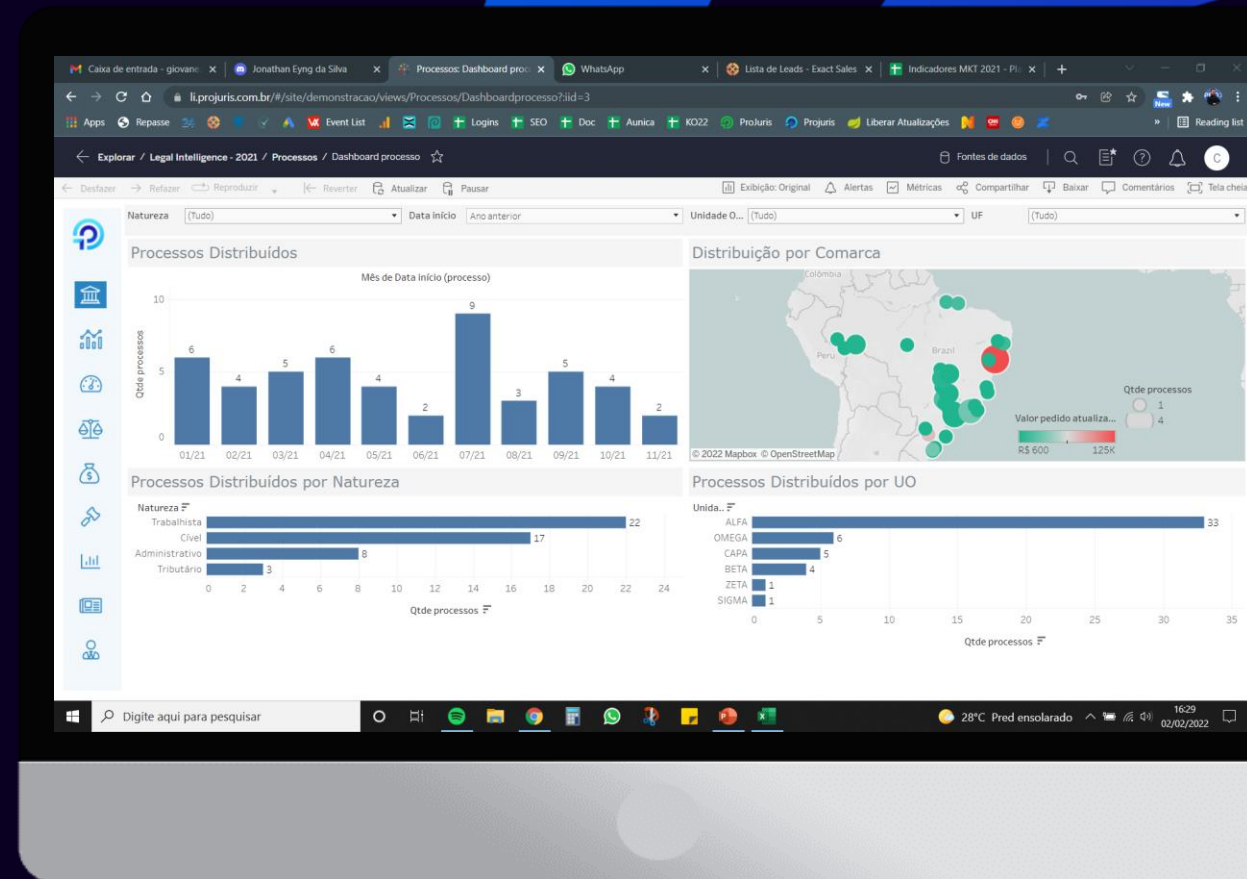 Caixa de entrada - giovane
Jonathan Eyng da Silva
Processos: Dashboard proc
WhatsApp
Lista de Leads - Exact Sales
Indicadores MKT 2021 - Pla
li.projuris.com.br/#/site/demonstracao/views/Processos/Dashboardprocesso?:iid=3
New
Apps
Repasse
Event List
Logins
SEO
Doc
Aunica
KO22
ProJuris
Projuris
Liberar Atualizações
Reading list
Explorar / Legal Intelligence - 2021 / Processos / Dashboard processo
Fontes de dados
C
Desfazer
Refazer
Reproduzir
Reverter
Atualizar
Pausar
Exibição: Original
Alertas
Métricas
Compartilhar
Baixar
Comentários
Tela cheia
Natureza
(Tudo)
Data início
Ano anterior
Unidade O...
(Tudo)
UF
(Tudo)
Processos Distribuídos
Mês de Data Início (processo)
Qtde processos
10
5
0
6
4
5
6
4
2
9
3
5
4
2
01/21
02/21
03/21
04/21
05/21
06/21
07/21
08/21
09/21
10/21
11/21
Distribuição por Comarca
Colômbia
Peru
Brazil
Qtde processos
1
4
Valor pedido atualiza...
R$ 600
125K
© 2022 Mapbox © OpenStreetMap
Processos Distribuídos por Natureza
Natureza
Trabalhista
22
Cível
17
Administrativo
8
Tributário
3
0
2
4
6
8
10
12
14
16
18
20
22
24
Qtde processos
Processos Distribuídos por UO
Unida..
ALFA
33
OMEGA
6
CAPA
5
BETA
4
ZETA
1
SIGMA
1
0
5
10
15
20
25
30
35
Qtde processos
Digite aqui para pesquisar
28°C Pred ensolarado
16:29
02/02/2022